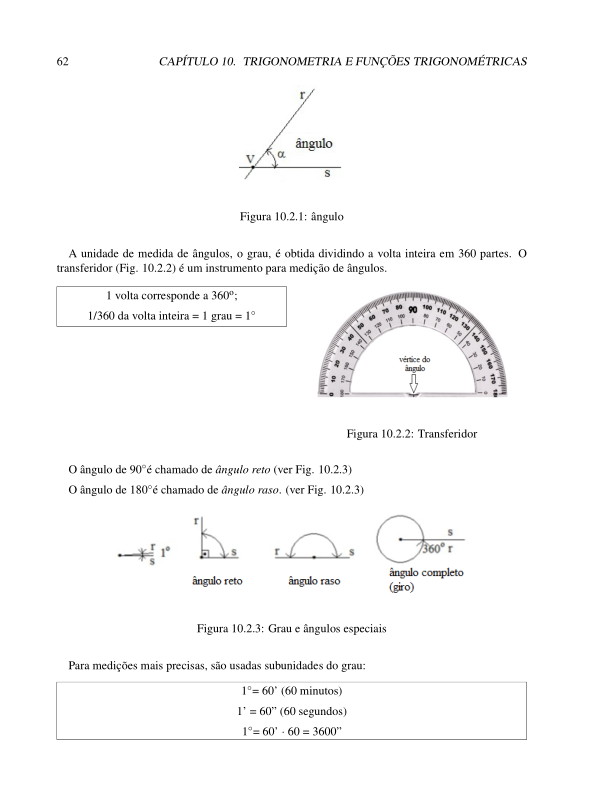 62 CAPÍTULO 10. TRIGONOMETRIA E FUNÇÕES TRIGONOMÉTRICAS
r
ângulo
V α
s
Figura 10.2.1: ângulo
A unidade de medida de ângulos, o grau, é obtida dividindo a volta inteira em 360 partes. O
transferidor (Fig. 10.2.2) é um instrumento para medição de ângulos.
1 volta corresponde a 360º;
1/360 da volta inteira = 1 grau = 1°
vértice do
ângulo
Figura 10.2.2: Transferidor
O ângulo de 90°é chamado de ângulo reto (ver Fig. 10.2.3)
O ângulo de 180°é chamado de ângulo raso. (ver Fig. 10.2.3)
r
s
1º
r
s
ângulo reto
r s
ângulo raso
s
360º r
ângulo completo
(giro)
Figura 10.2.3: Grau e ângulos especiais
Para medições mais precisas, são usadas subunidades do grau:
1°= 60' (60 minutos)
1' = 60" (60 segundos)
1°= 60' · 60 = 3600"